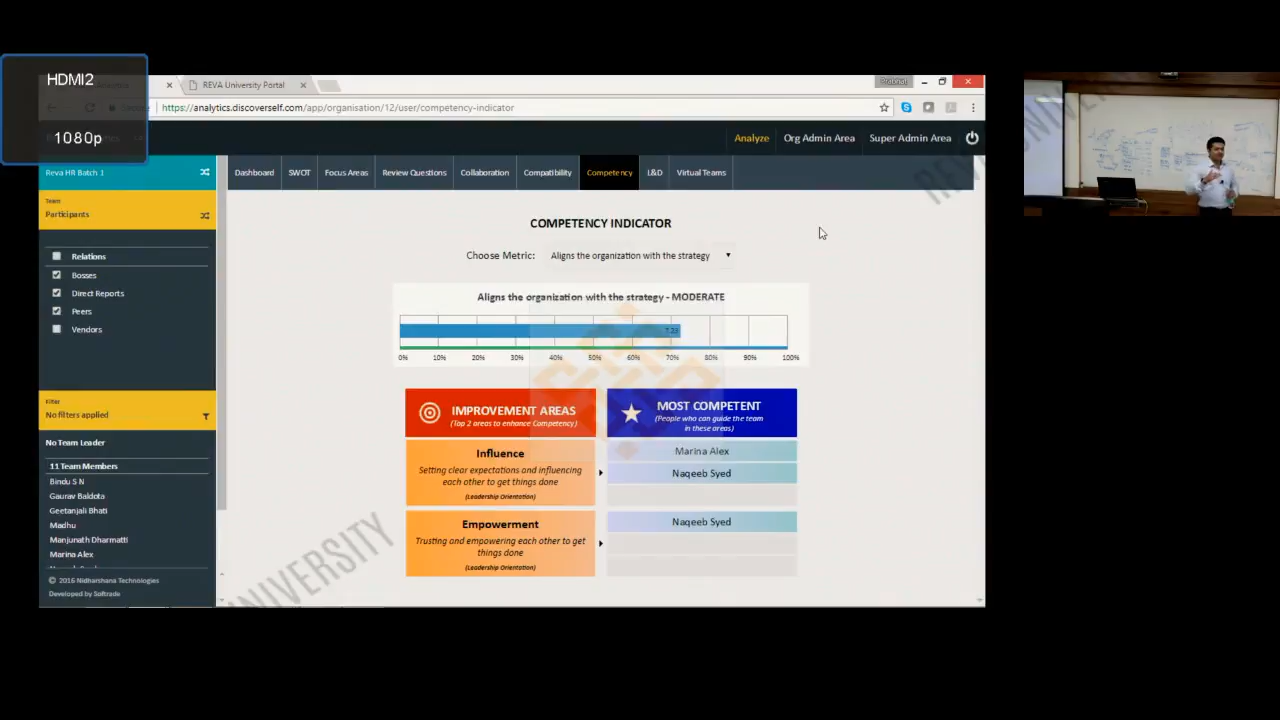 HDMI2
1080p
REVA University Portal
https://analytics.discoverself.com/app/organisation/12/user/competency-indicator
Analyze
Org Admin Area
Super Admin Area
Reva HR Batch 1
Dashboard
SWOT
Focus Areas
Review Questions
Collaboration
Compatibility
Competency
L&D
Virtual Teams
Team
Participants
Relations
Bosses
Direct Reports
Peers
Vendors
Filter
No filters applied
No Team Leader
11 Team Members
Bindu S N
Gaurav Baldota
Geetanjali Bhati
Madhu
Manjunath Dharmatti
Marina Alex
© 2016 Nidharshana Technologies
Developed by Softrade
COMPETENCY INDICATOR
Choose Metric: Aligns the organization with the strategy
Aligns the organization with the strategy - MODERATE
0% 10% 20% 30% 40% 50% 60% 70% 80% 90% 100%
IMPROVEMENT AREAS
(Top 2 areas to enhance Competency)
MOST COMPETENT
(People who can guide the team
in these areas)
Influence
Setting clear expectations and influencing
each other to get things done
(Leadership Orientation)
Marina Alex
Naqeeb Syed
Empowerment
Trusting and empowering each other to get
things done
(Leadership Orientation)
Naqeeb Syed